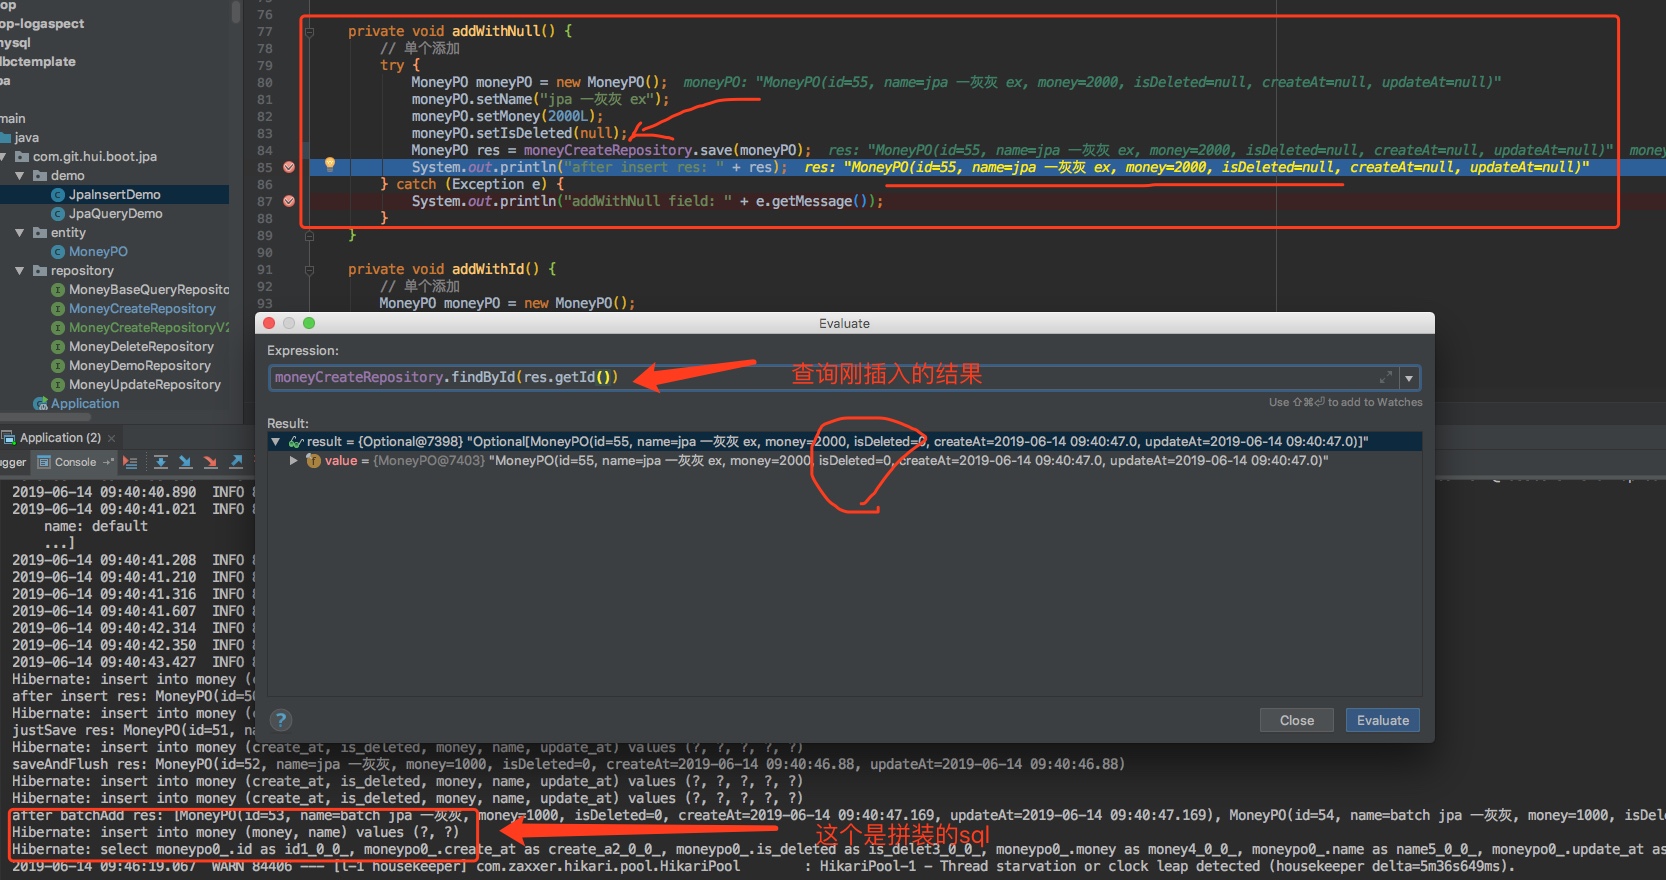 op
op-logaspect
mysql
dbctemplate
pa
main
java
com.git.hui.boot.jpa
demo
JpaInsertDemo
JpaQueryDemo
entity
MoneyPO
repository
MoneyBaseQueryReposito
MoneyCreateRepository
MoneyCreateRepositoryV2
MoneyDeleteRepository
MoneyDemoRepository
MoneyUpdateRepository
Application
76
77 private void addWithNull() {
78 // 单个添加
79 try {
80 MoneyPO moneyPO = new MoneyPO(); moneyPO: "MoneyPO(id=55, name=jpa 一灰灰 ex, money=2000, isDeleted=null, createAt=null, updateAt=null)"
81 moneyPO.setName("jpa 一灰灰 ex");
82 moneyPO.setMoney(2000L);
83 moneyPO.setIsDeleted(null);
84 MoneyPO res = moneyCreateRepository.save(moneyPO); res: "MoneyPO(id=55, name=jpa 一灰灰 ex, money=2000, isDeleted=null, createAt=null, updateAt=null)" money
85 System.out.println("after insert res: " + res); res: "MoneyPO(id=55, name=jpa 一灰灰 ex, money=2000, isDeleted=null, createAt=null, updateAt=null)"
86 } catch (Exception e) {
87 System.out.println("addWithNull field: " + e.getMessage());
88 }
89 }
90
91 private void addWithId() {
92 // 单个添加
93 MoneyPO moneyPO = new MoneyPO();
Evaluate
Expression:
moneyCreateRepository.findById(res.getId())
查询刚插入的结果
Use ⇧⌘⏎ to add to Watches
Result:
result = {Optional@7398} "Optional[MoneyPO(id=55, name=jpa 一灰灰 ex, money=2000, isDeleted=0, createAt=2019-06-14 09:40:47.0, updateAt=2019-06-14 09:40:47.0)]"
value = {MoneyPO@7403} "MoneyPO(id=55, name=jpa 一灰灰 ex, money=2000, isDeleted=0, createAt=2019-06-14 09:40:47.0, updateAt=2019-06-14 09:40:47.0)"
?
Close
Evaluate
Application (2)
ugger
Console
2019-06-14 09:40:40.890 INFO 8
2019-06-14 09:40:41.021 INFO 8
name: default
...]
2019-06-14 09:40:41.208 INFO 8
2019-06-14 09:40:41.210 INFO 8
2019-06-14 09:40:41.316 INFO 8
2019-06-14 09:40:41.607 INFO 8
2019-06-14 09:40:42.314 INFO 8
2019-06-14 09:40:42.350 INFO 8
2019-06-14 09:40:43.427 INFO 8
Hibernate: insert into money (c
after insert res: MoneyPO(id=50
Hibernate: insert into money (c
justSave res: MoneyPO(id=51, na
Hibernate: insert into money (create_at, is_deleted, money, name, update_at) values (?, ?, ?, ?, ?)
saveAndFlush res: MoneyPO(id=52, name=jpa 一灰灰, money=1000, isDeleted=0, createAt=2019-06-14 09:40:46.88, updateAt=2019-06-14 09:40:46.88)
Hibernate: insert into money (create_at, is_deleted, money, name, update_at) values (?, ?, ?, ?, ?)
Hibernate: insert into money (create_at, is_deleted, money, name, update_at) values (?, ?, ?, ?, ?)
after batchAdd res: [MoneyPO(id=53, name=batch jpa 一灰灰, money=1000, isDeleted=0, createAt=2019-06-14 09:40:47.169, updateAt=2019-06-14 09:40:47.169), MoneyPO(id=54, name=batch jpa 一灰灰, money=1000, isDele
Hibernate: insert into money (money, name) values (?, ?)
这个是拼装的sql
Hibernate: select moneypo0_.id as id1_0_0_, moneypo0_.create_at as create_a2_0_0_, moneypo0_.is_deleted as is_delet3_0_0_, moneypo0_.money as money4_0_0_, moneypo0_.name as name5_0_0_, moneypo0_.update_at as
2019-06-14 09:46:19.067 WARN 84406 --- [l-1 housekeeper] com.zaxxer.hikari.pool.HikariPool : HikariPool-1 - Thread starvation or clock leap detected (housekeeper delta=5m36s649ms).